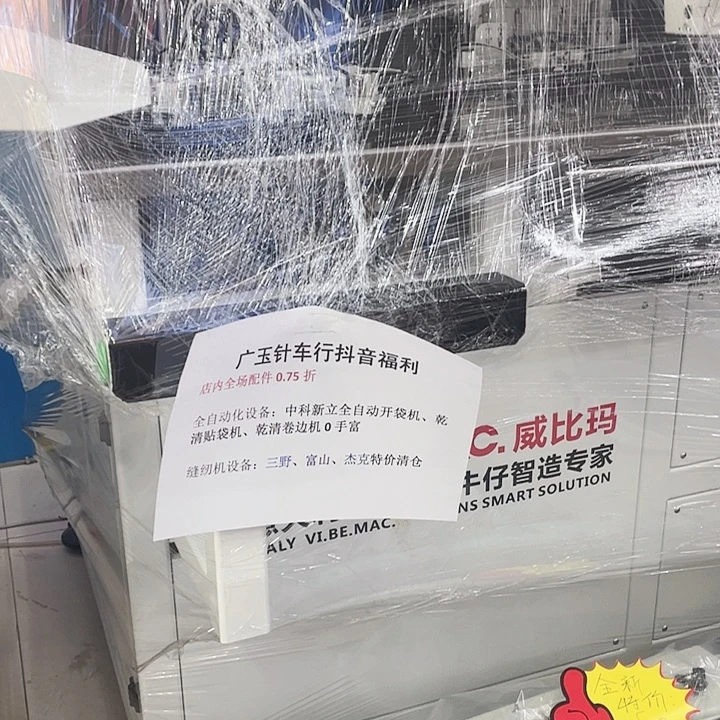 广玉针车行抖音福利
店内全场配件 0.75 折
全自动化设备：中科新立全自动开袋机、乾
清贴袋机、乾清卷边机 0 手富
缝纫机设备：三野、富山、杰克特价清仓
C. 威比玛
牛仔智造专家
NS SMART SOLUTION
ALY VI.BE.MAC.
全新
特价